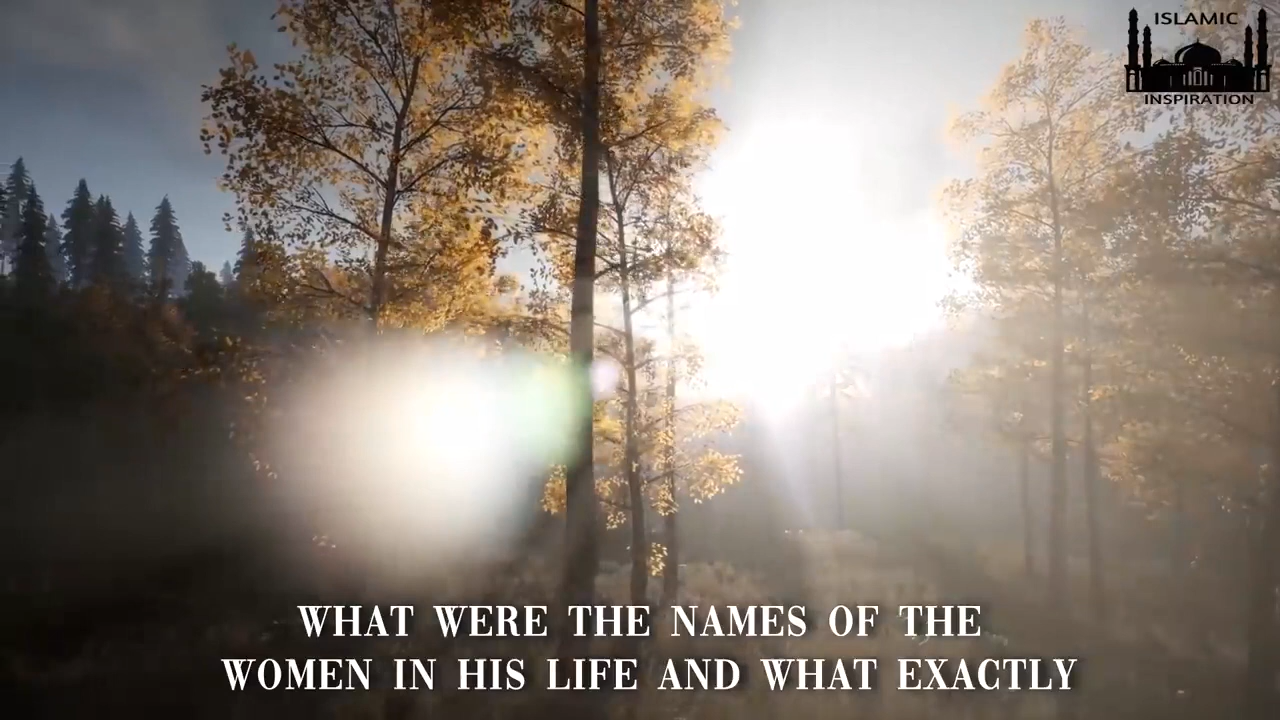 ISLAMIC
INSPIRATION
WHAT WERE THE NAMES OF THE
WOMEN IN HIS LIFE AND WHAT EXACTLY